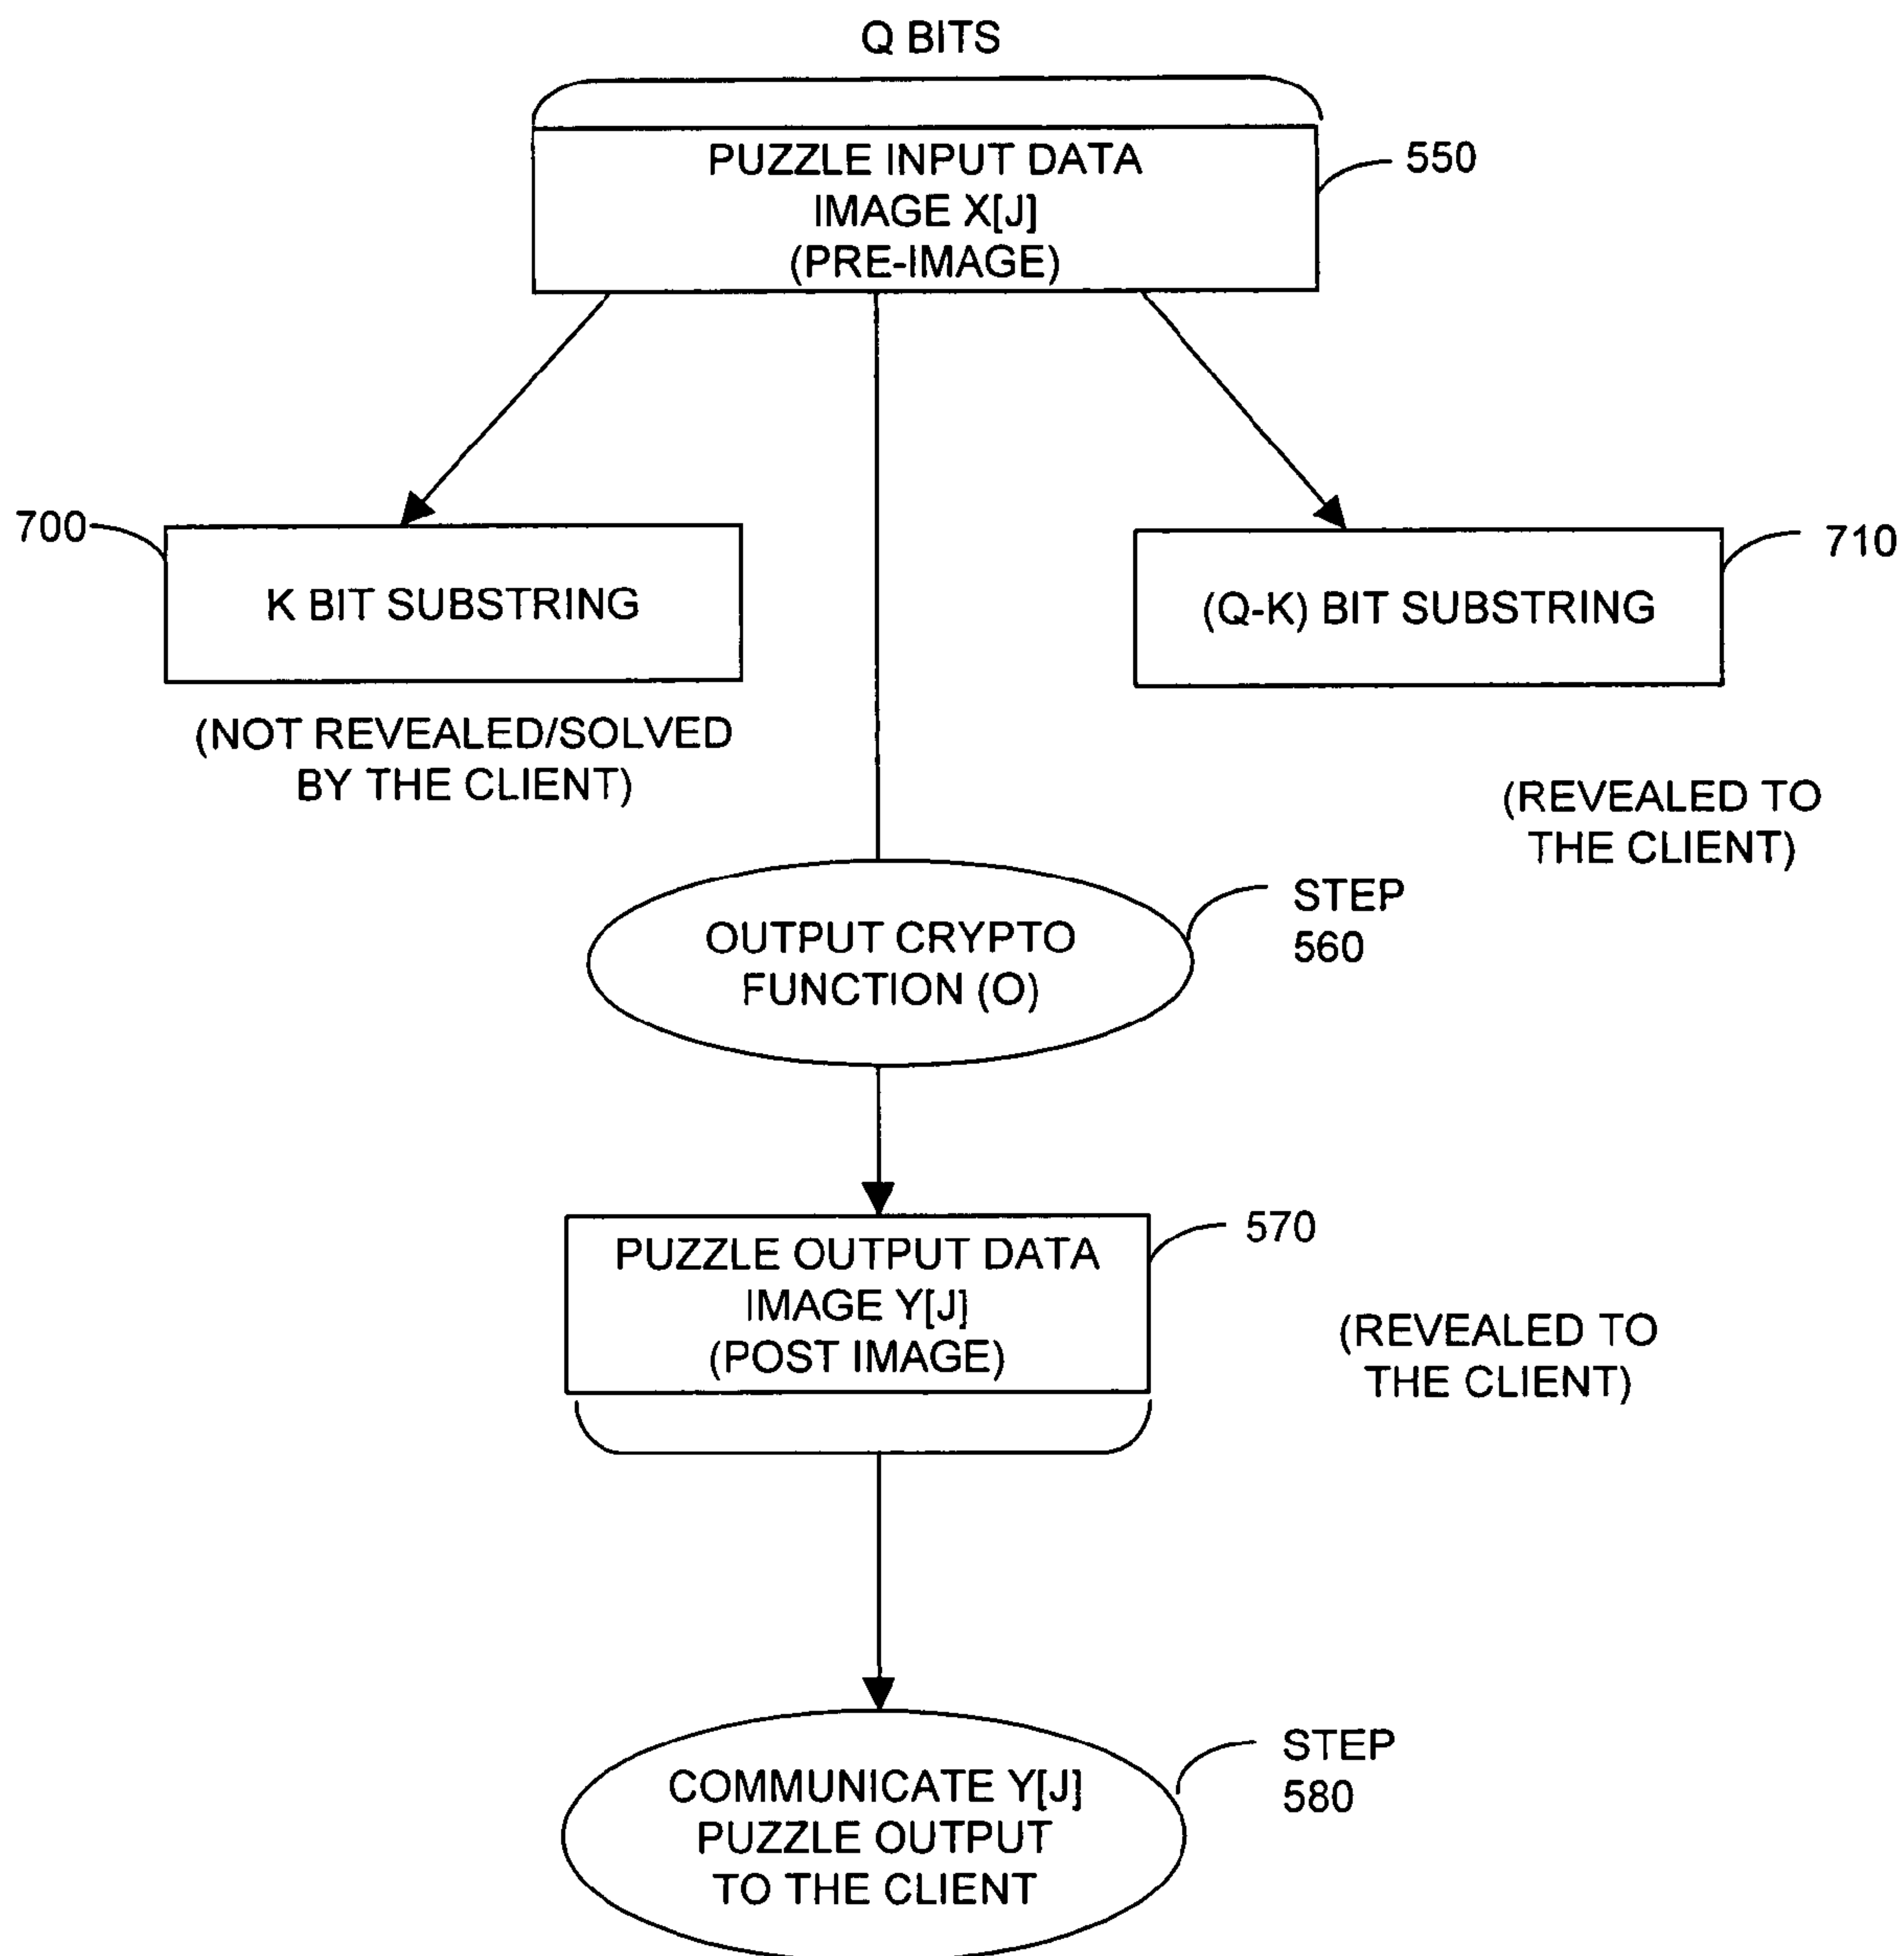 Q BITS
PUZZLE INPUT DATA
IMAGE X[J]
(PRE-IMAGE)
550
700
K BIT SUBSTRING
(NOT REVEALED/SOLVED
BY THE CLIENT)
710
(Q-K) BIT SUBSTRING
(REVEALED TO
THE CLIENT)
OUTPUT CRYPTO
FUNCTION (O)
STEP
560
PUZZLE OUTPUT DATA
IMAGE Y[J]
(POST IMAGE)
570
(REVEALED TO
THE CLIENT)
COMMUNICATE Y[J]
PUZZLE OUTPUT
TO THE CLIENT
STEP
580